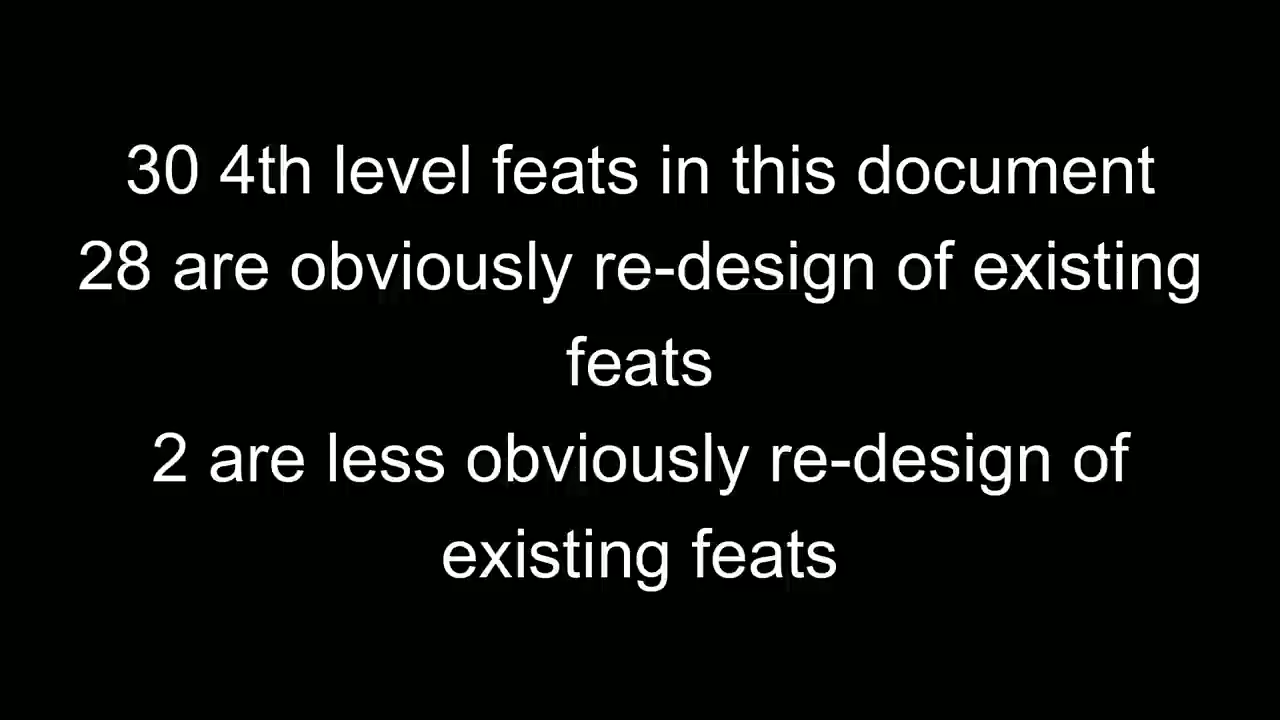 30 4th level feats in this document
28 are obviously re-design of existing
feats
2 are less obviously re-design of
existing feats